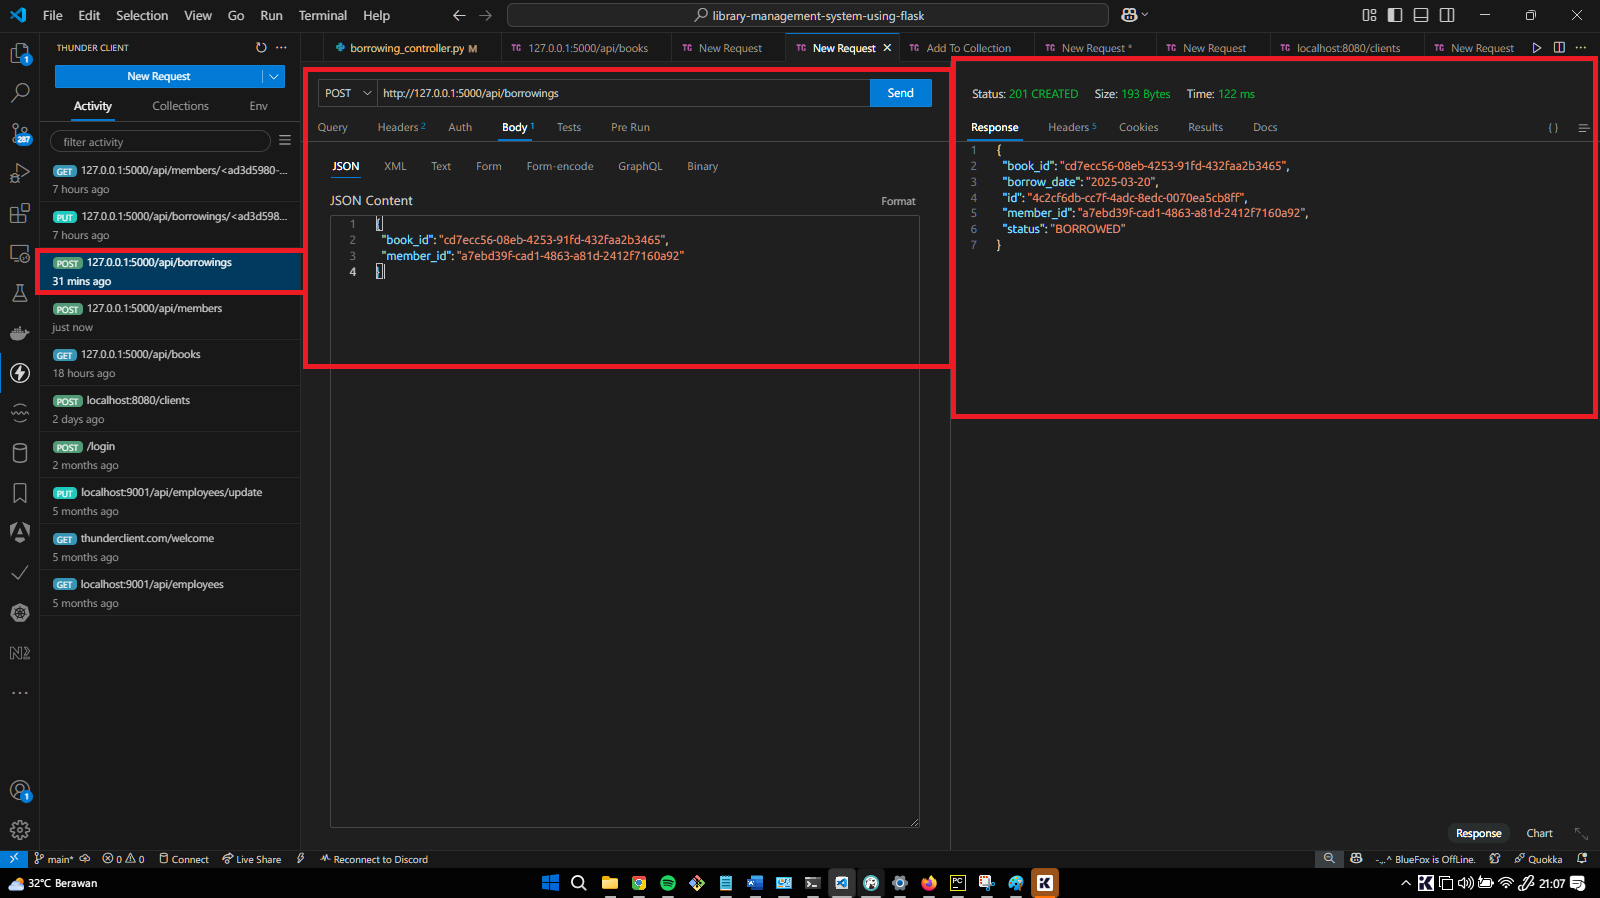 File Edit Selection View Go Run Terminal Help
library-management-system-using-flask
THUNDER CLIENT
New Request
Activity Collections Env
filter activity
GET 127.0.0.1:5000/api/members/<ad3d5980-...
7 hours ago
PUT 127.0.0.1:5000/api/borrowings/<ad3d598...
7 hours ago
POST 127.0.0.1:5000/api/borrowings
31 mins ago
POST 127.0.0.1:5000/api/members
just now
GET 127.0.0.1:5000/api/books
18 hours ago
POST localhost:8080/clients
2 days ago
POST /login
2 months ago
PUT localhost:9001/api/employees/update
5 months ago
GET thunderclient.com/welcome
5 months ago
GET localhost:9001/api/employees
5 months ago
1
287
1
borrowing_controller.py M TC 127.0.0.1:5000/api/books TC New Request TC New Request TC Add To Collection TC New Request * TC New Request TC localhost:8080/clients TC New Request
POST http://127.0.0.1:5000/api/borrowings Send
Query Headers 2 Auth Body 1 Tests Pre Run
JSON XML Text Form Form-encode GraphQL Binary
JSON Content Format
1 {
2 "book_id": "cd7ecc56-08eb-4253-91fd-432faa2b3465",
3 "member_id": "a7ebd39f-cad1-4863-a81d-2412f7160a92"
4 }
Status: 201 CREATED Size: 193 Bytes Time: 122 ms
Response Headers 5 Cookies Results Docs { }
1 {
2 "book_id": "cd7ecc56-08eb-4253-91fd-432faa2b3465",
3 "borrow_date": "2025-03-20",
4 "id": "4c2cf6db-cc7f-4adc-8edc-0070ea5cb8ff",
5 "member_id": "a7ebd39f-cad1-4863-a81d-2412f7160a92",
6 "status": "BORROWED"
7 }
Response Chart
main* 0 0 Connect Live Share Reconnect to Discord
-.,.^ BlueFox is OffLine. Quokka
32°C Berawan
21:07